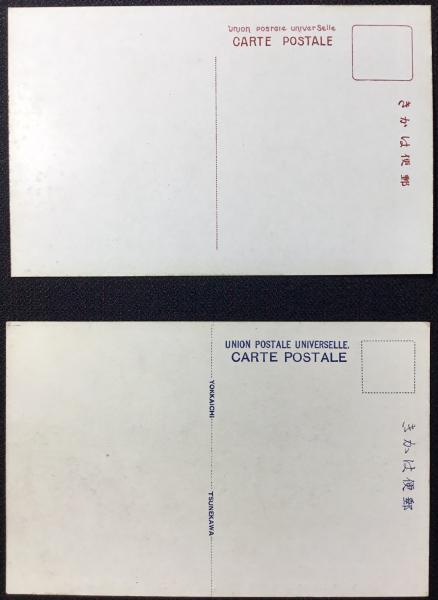 Union postale univerSelle
CARTE POSTALE
郵便はかき
UNION POSTALE UNIVERSELLE.
CARTE POSTALE
郵便はかき
YOKKAICHI TSUNEKAWA